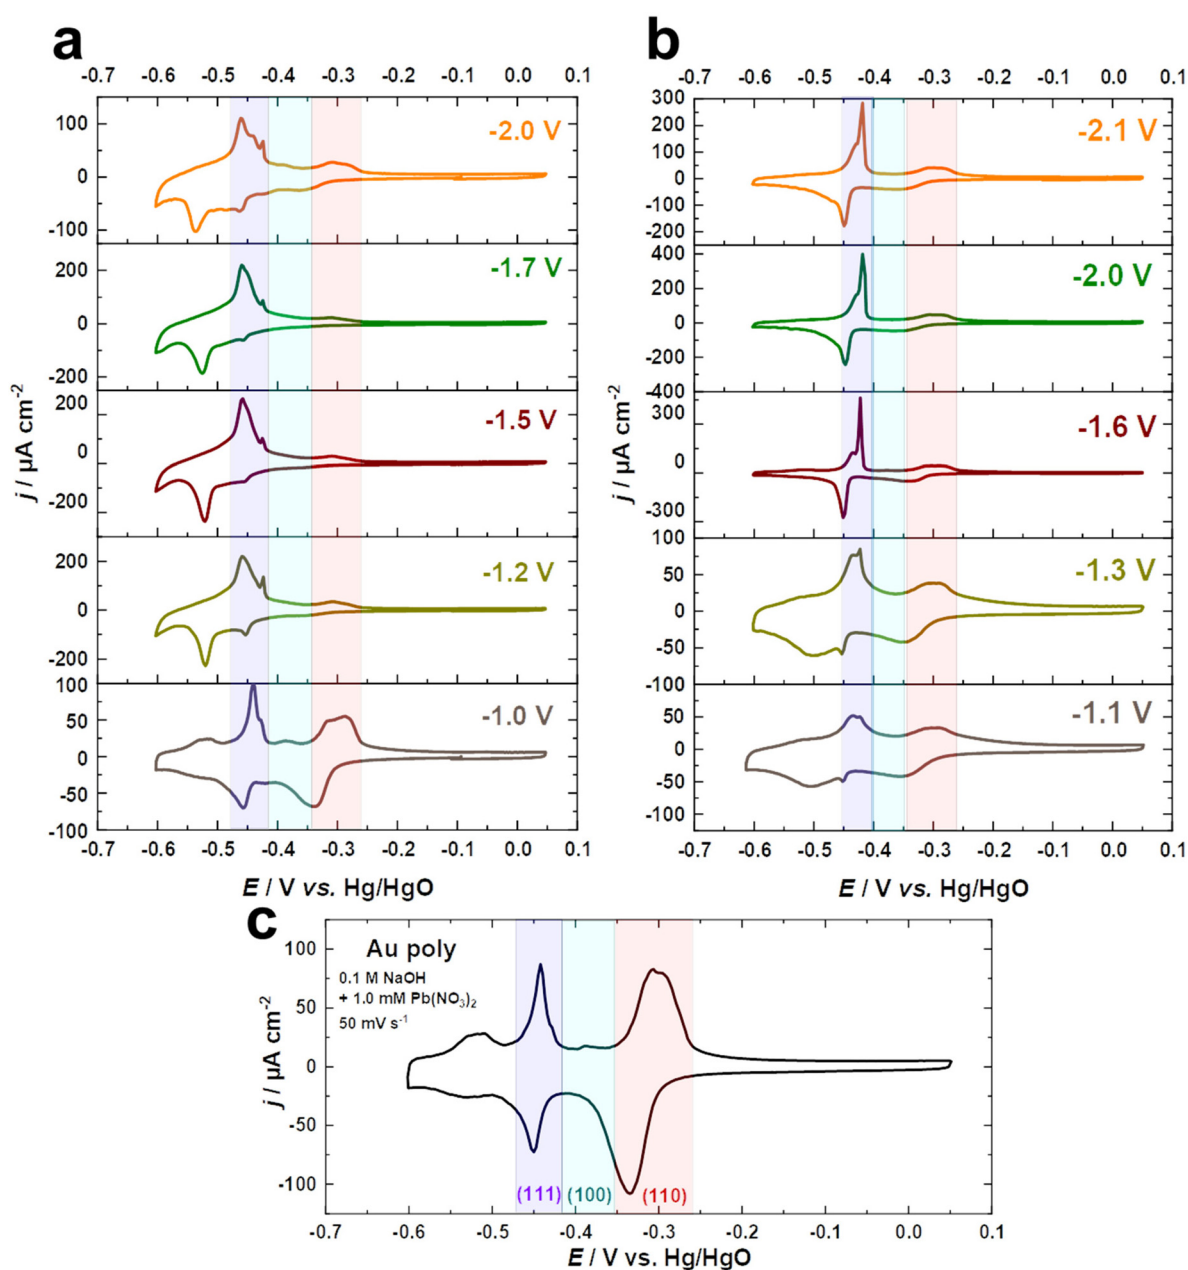 a
-0.7 -0.6 -0.5 -0.4 -0.3 -0.2 -0.1 0.0 0.1
100
0
-100
-2.0 V
200
0
-200
-1.7 V
200
0
-200
-1.5 V
200
0
-200
-1.2 V
100
50
0
-50
-100
-1.0 V
j / µA cm-2
-0.7 -0.6 -0.5 -0.4 -0.3 -0.2 -0.1 0.0 0.1
E / V vs. Hg/HgO
b
-0.7 -0.6 -0.5 -0.4 -0.3 -0.2 -0.1 0.0 0.1
300
200
100
0
-100
-200
-2.1 V
400
200
0
-200
-400
-2.0 V
300
0
-300
-1.6 V
100
50
0
-50
-100
-1.3 V
50
0
-50
-100
-1.1 V
j / µA cm-2
-0.7 -0.6 -0.5 -0.4 -0.3 -0.2 -0.1 0.0 0.1
E / V vs. Hg/HgO
c
Au poly
0.1 M NaOH
+ 1.0 mM Pb(NO3)2
50 mV s-1
100
50
0
-50
-100
j / µA cm-2
(111) (100) (110)
-0.7 -0.6 -0.5 -0.4 -0.3 -0.2 -0.1 0.0 0.1
E / V vs. Hg/HgO